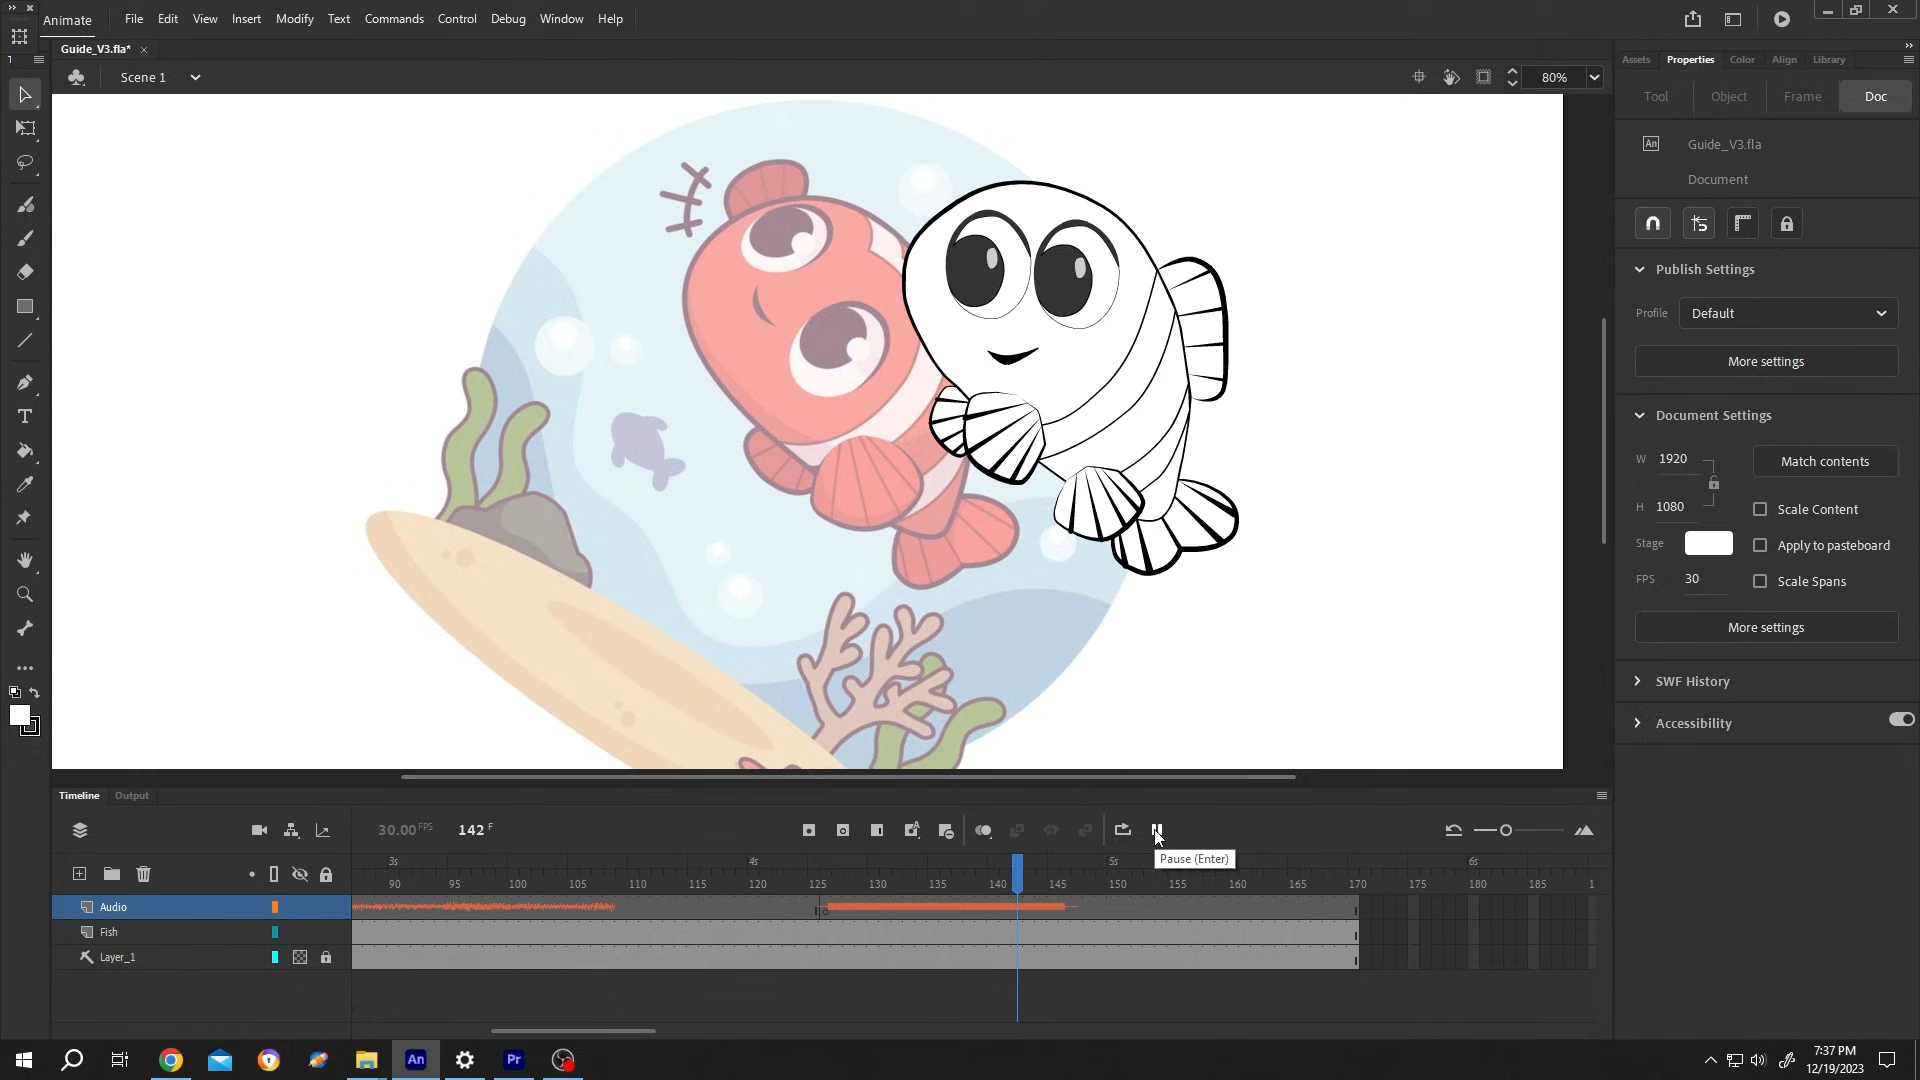 Animate File Edit View Insert Modify Text Commands Control Debug Window Help
Guide_V3.fla*
Scene 1
80%
Assets Properties Color Align Library
Tool Object Frame Doc
An Guide_V3.fla
Document
Publish Settings
Profile Default
More settings
Document Settings
W 1920 Match contents
H 1080 Scale Content
Stage Apply to pasteboard
FPS 30 Scale Spans
More settings
SWF History
Accessibility
Timeline Output
30.00 FPS 142 F
Pause (Enter)
3s 4s 5s 6s
90 95 100 105 110 115 120 125 130 135 140 145 150 155 160 165 170 175 180 185 1
Audio
Fish
Layer_1
An Pr
7:37 PM
12/19/2023